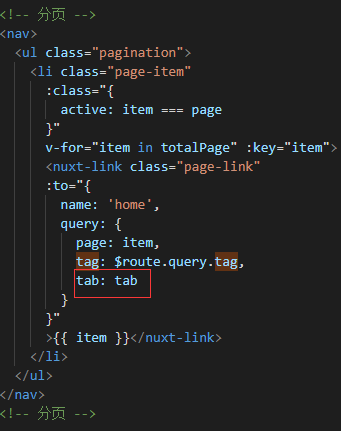 <!-- 分页 -->
<nav>
<ul class="pagination">
<li class="page-item"
:class="{
active: item === page
}"
v-for="item in totalPage" :key="item">
<nuxt-link class="page-link"
:to="{
name: 'home',
query: {
page: item,
tag: $route.query.tag,
tab: tab
}
}"
>{{ item }}</nuxt-link>
</li>
</ul>
</nav>
<!-- 分页 -->